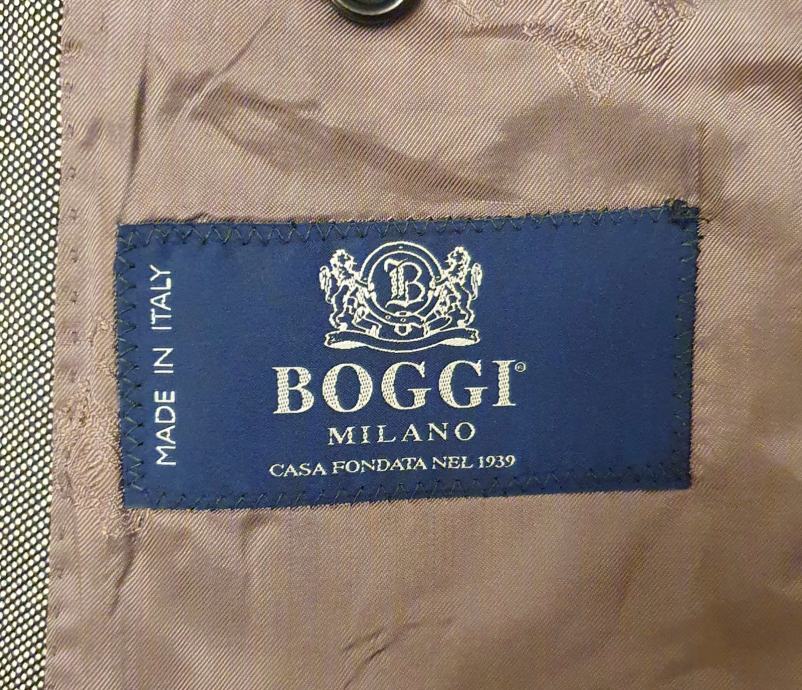 B
BOGGI®
MILANO
CASA FONDATA NEL 1939
MADE IN ITALY